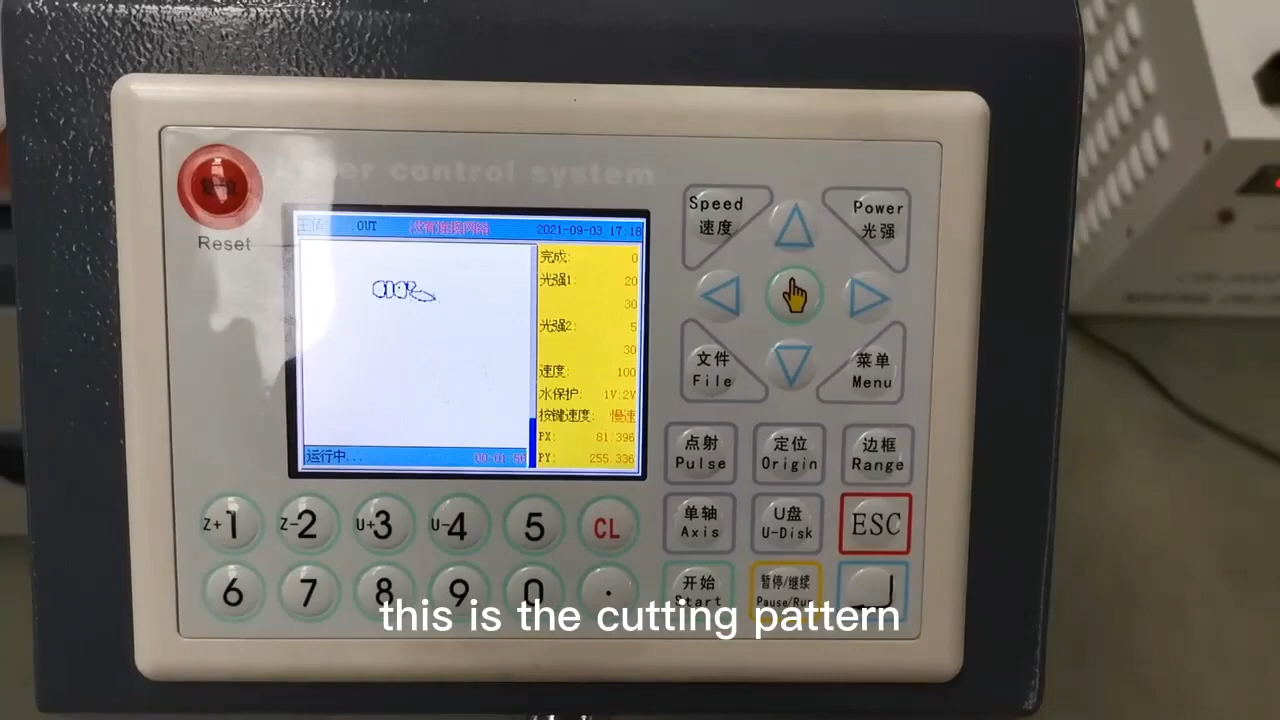 control system
Reset
.OUT
2021-09-03 17:18
完成: 0
光强1: 20
30
光强2: 5
30
速度: 100
水保护: 1V:2V
按键速度: 慢速
PX: 81.396
PY: 255.336
运行中...
Speed
速度
Power
光强
文件
File
菜单
Menu
点射
Pulse
定位
Origin
边框
Range
单轴
Axis
U盘
U-Disk
ESC
开始
Start
暂停/继续
Pause/Run
Z+1
Z-2
U+3
U-4
5
CL
6
7
8
9
0
.
this is the cutting pattern